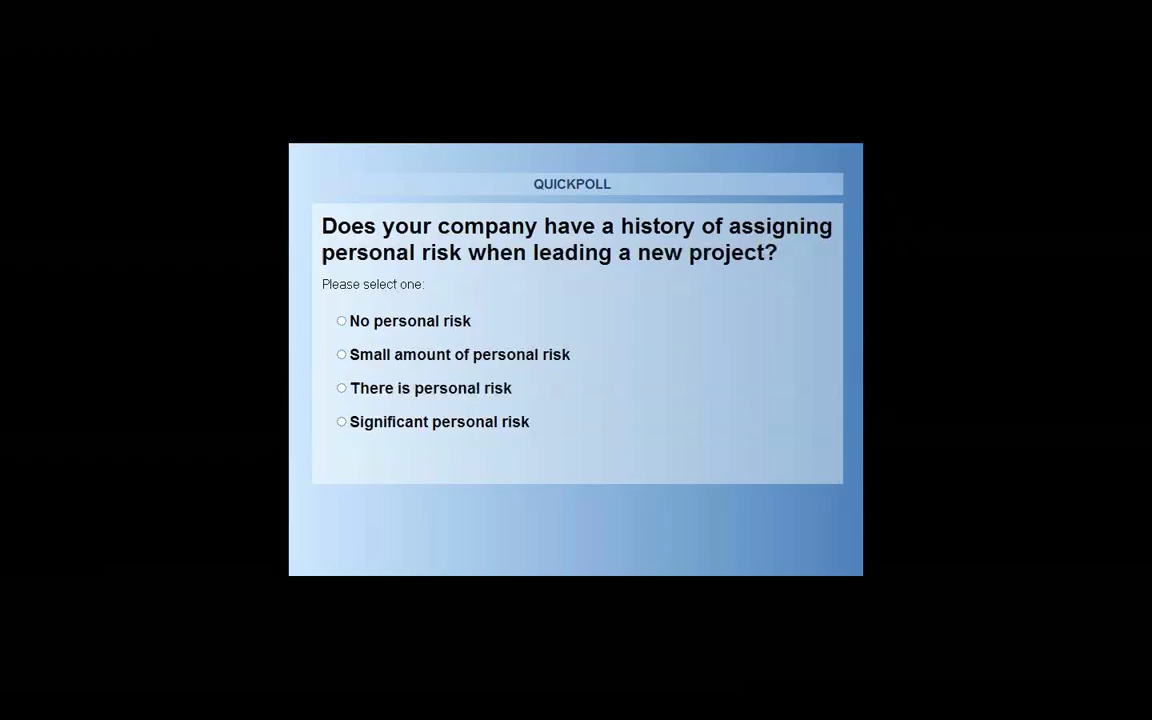 QUICKPOLL
Does your company have a history of assigning
personal risk when leading a new project?
Please select one:
No personal risk
Small amount of personal risk
There is personal risk
Significant personal risk